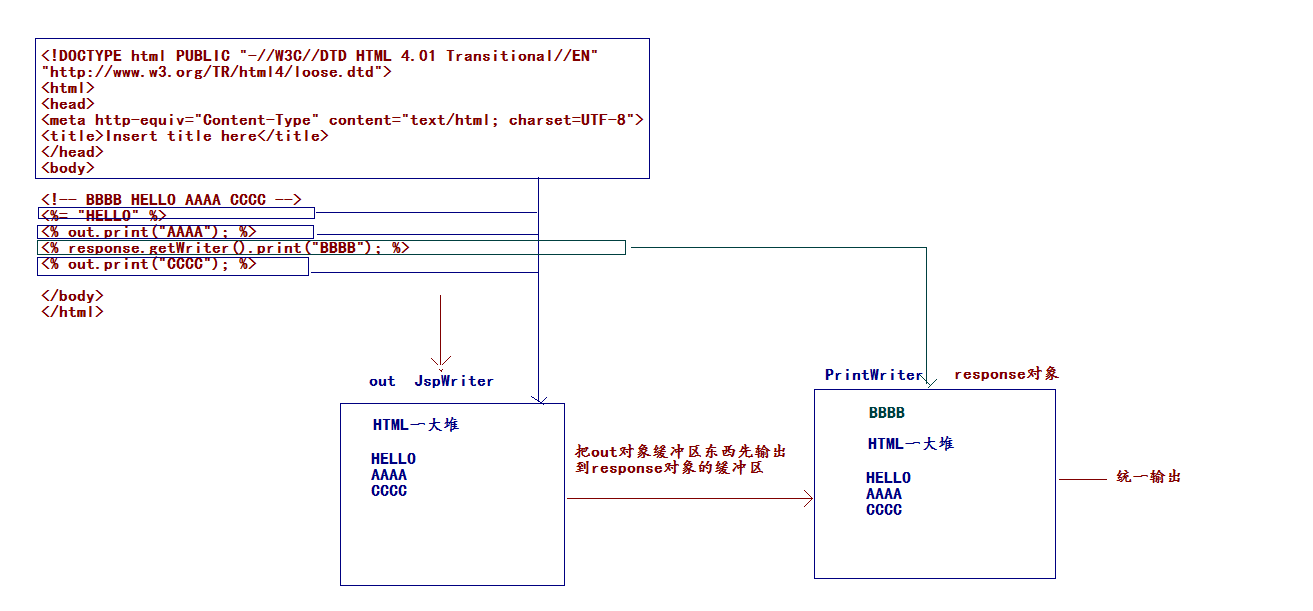 <!DOCTYPE html PUBLIC "-//W3C//DTD HTML 4.01 Transitional//EN"
"http://www.w3.org/TR/html4/loose.dtd">
<html>
<head>
<meta http-equiv="Content-Type" content="text/html; charset=UTF-8">
<title>Insert title here</title>
</head>
<body>
<!-- BBBB HELLO AAAA CCCC -->
<%= "HELLO" %>
<% out.print("AAAA"); %>
<% response.getWriter().print("BBBB"); %>
<% out.print("CCCC"); %>
</body>
</html>
out JspWriter
HTML一大堆
HELLO
AAAA
CCCC
把out对象缓冲区东西先输出
到response对象的缓冲区
PrintWriter
response对象
BBBB
HTML一大堆
HELLO
AAAA
CCCC
统一输出